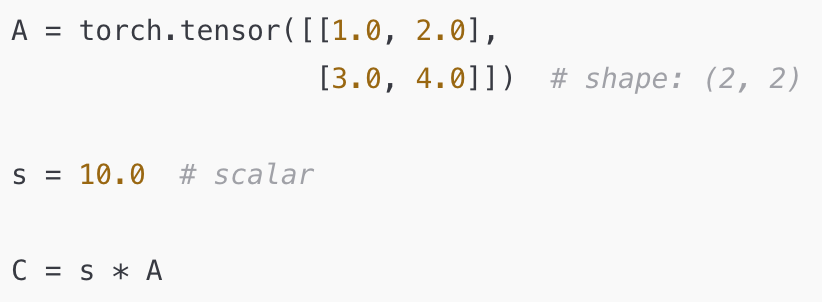 A = torch.tensor([[1.0, 2.0],
                  [3.0, 4.0]])  # shape: (2, 2)
s = 10.0  # scalar
C = s * A